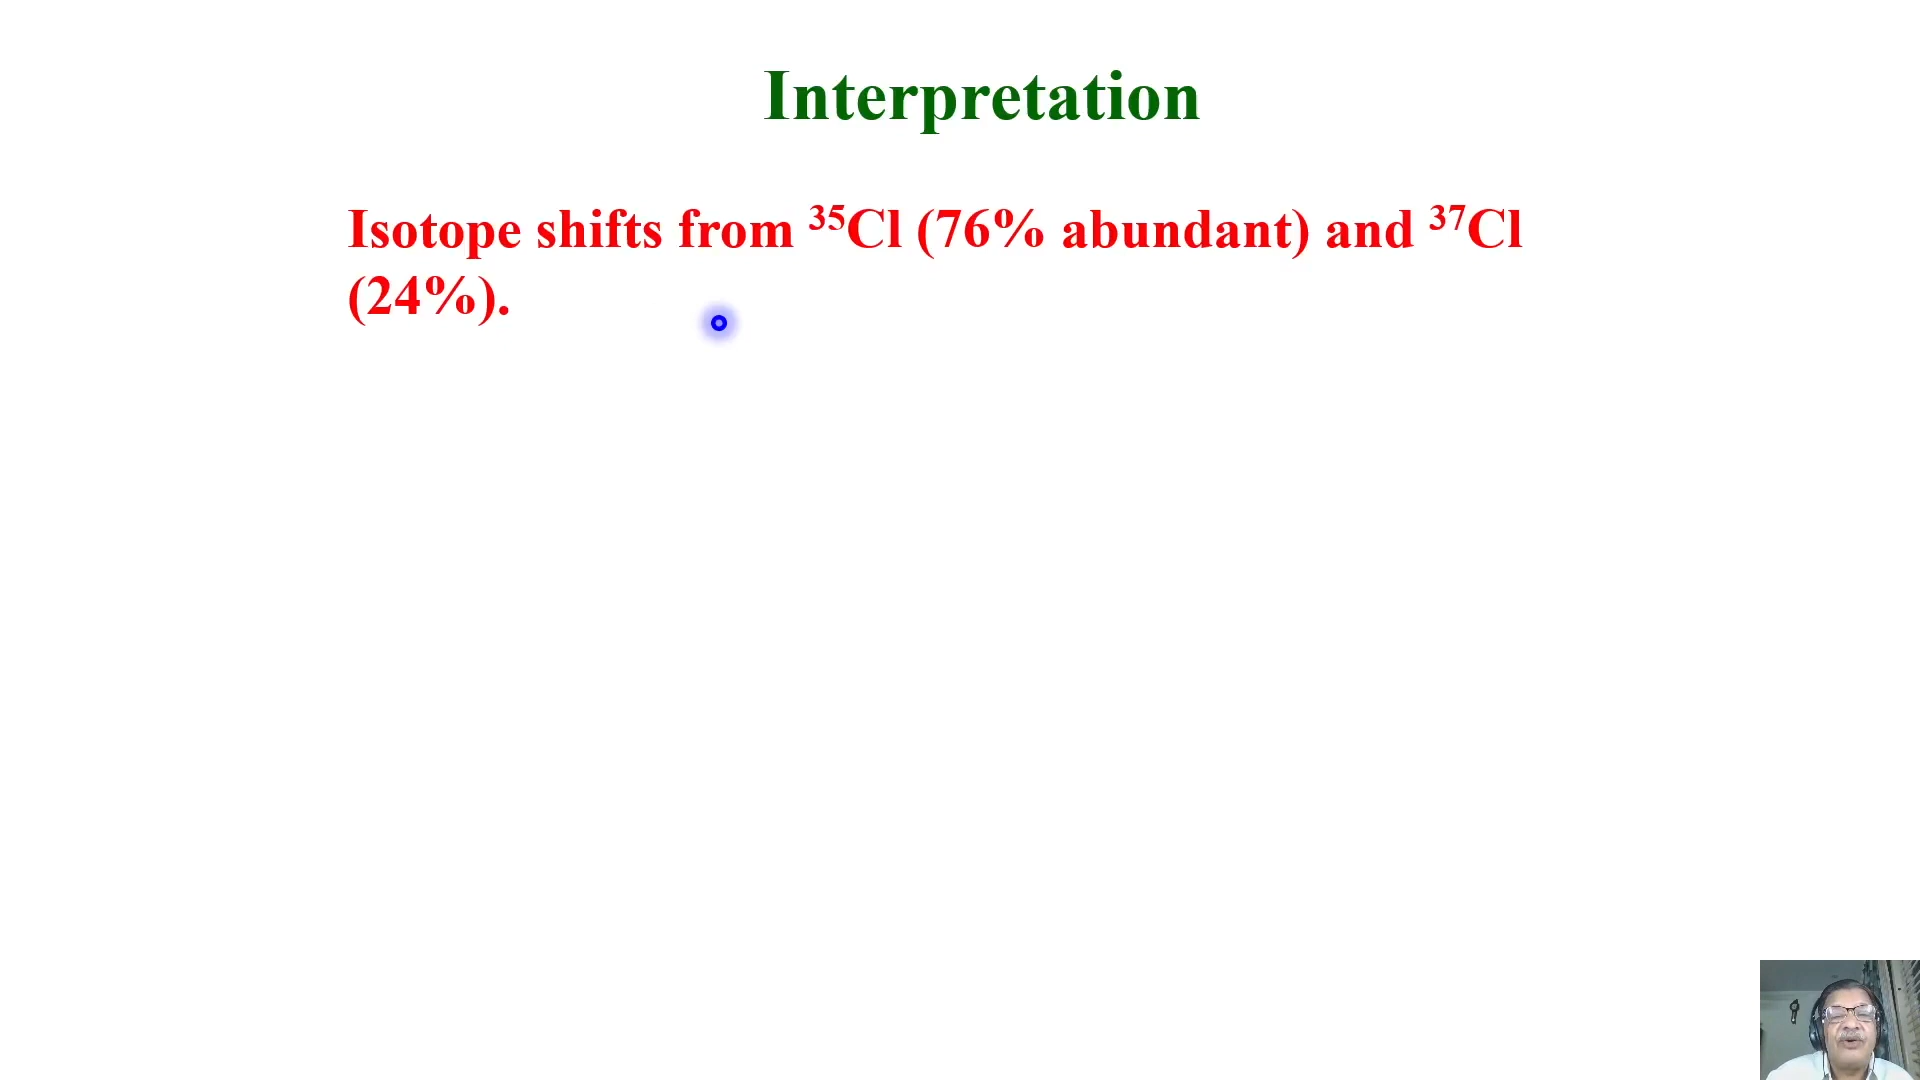 Interpretation
Isotope shifts from ³⁵Cl (76% abundant) and ³⁷Cl
(24%).